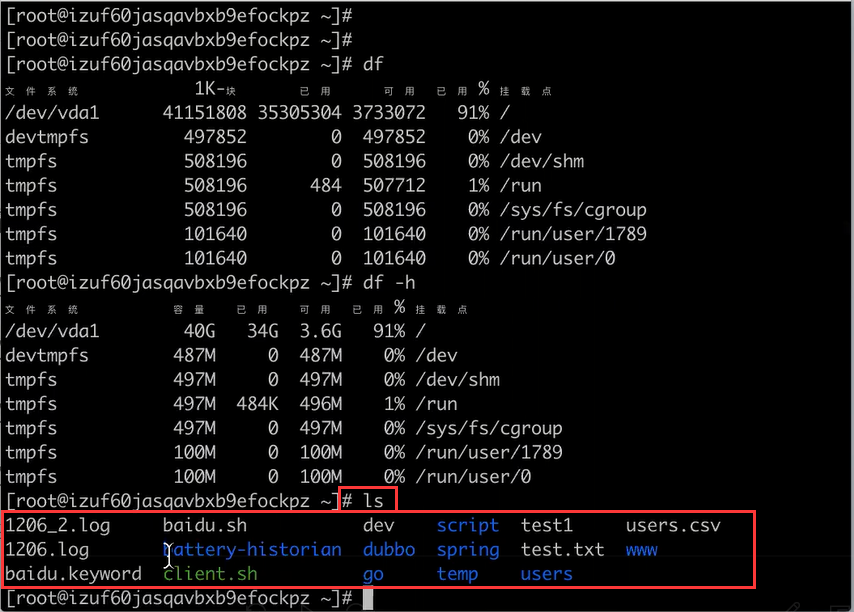 [root@izuf60jasqavbxb9efockpz ~]#
[root@izuf60jasqavbxb9efockpz ~]#
[root@izuf60jasqavbxb9efockpz ~]# df
文件系统 1K-块 已用 可用 已用% 挂载点
/dev/vda1 41151808 35305304 3733072 91% /
devtmpfs 497852 0 497852 0% /dev
tmpfs 508196 0 508196 0% /dev/shm
tmpfs 508196 484 507712 1% /run
tmpfs 508196 0 508196 0% /sys/fs/cgroup
tmpfs 101640 0 101640 0% /run/user/1789
tmpfs 101640 0 101640 0% /run/user/0
[root@izuf60jasqavbxb9efockpz ~]# df -h
文件系统 容量 已用 可用 已用% 挂载点
/dev/vda1 40G 34G 3.6G 91% /
devtmpfs 487M 0 487M 0% /dev
tmpfs 497M 0 497M 0% /dev/shm
tmpfs 497M 484K 496M 1% /run
tmpfs 497M 0 497M 0% /sys/fs/cgroup
tmpfs 100M 0 100M 0% /run/user/1789
tmpfs 100M 0 100M 0% /run/user/0
[root@izuf60jasqavbxb9efockpz ~]# ls
1206_2.log baidu.sh dev script test1 users.csv
1206.log battery-historian dubbo spring test.txt www
baidu.keyword client.sh go temp users
[root@izuf60jasqavbxb9efockpz ~]#